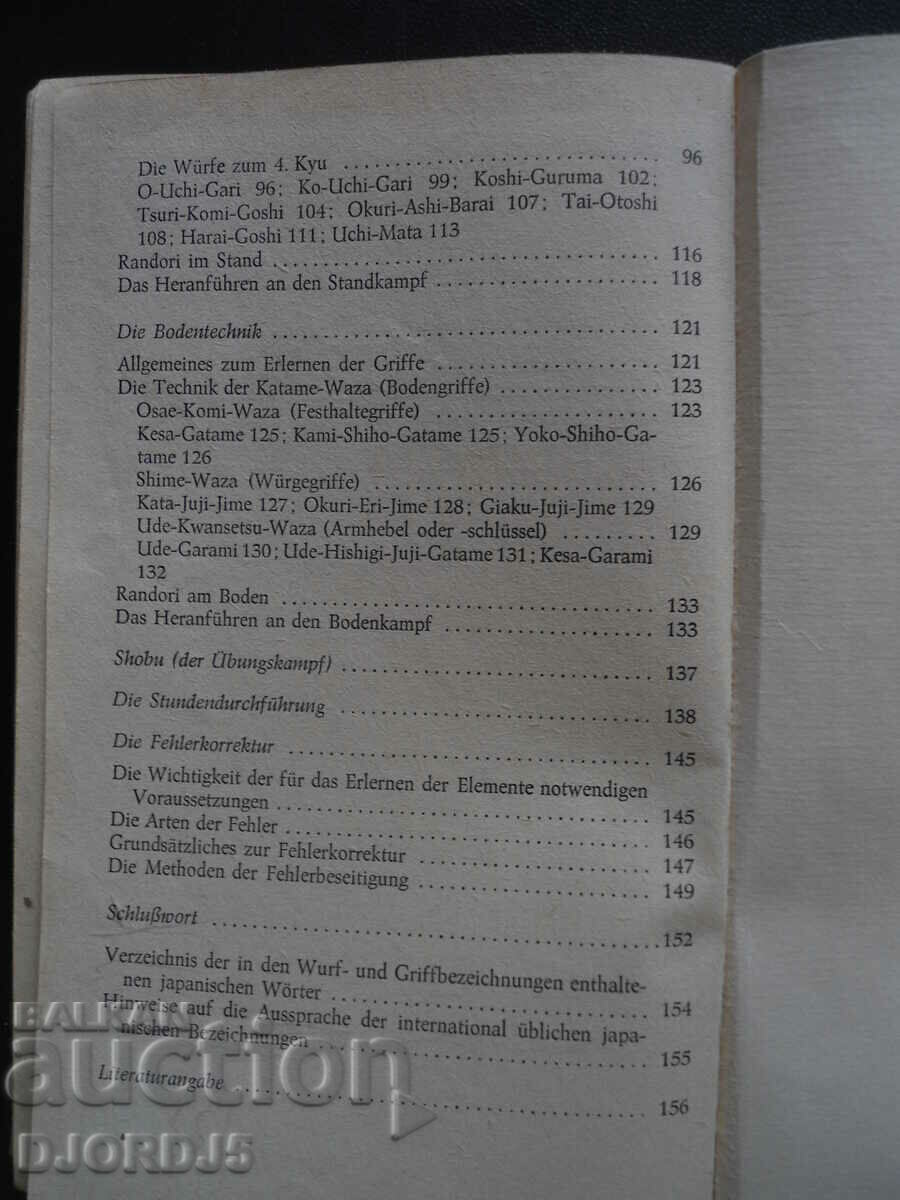 Die Würfe zum 4. Kyu ................................ 96
O-Uchi-Gari 96; Ko-Uchi-Gari 99; Koshi-Guruma 102;
Tsuri-Komi-Goshi 104; Okuri-Ashi-Barai 107; Tai-Otoshi
108; Harai-Goshi 111; Uchi-Mata 113
Randori im Stand ................................ 116
Das Heranführen an den Standkampf ................................ 118
Die Bodentechnik ................................ 121
Allgemeines zum Erlernen der Griffe ................................ 121
Die Technik der Katame-Waza (Bodengriffe) ................................ 123
Osae-Komi-Waza (Festhaltegriffe) ................................ 123
Kesa-Gatame 125; Kami-Shiho-Gatame 125; Yoko-Shiho-Ga-
tame 126
Shime-Waza (Würgegriffe) ................................ 126
Kata-Juji-Jime 127; Okuri-Eri-Jime 128; Giaku-Juji-Jime 129
Ude-Kwansetsu-Waza (Armhebel oder -schlüssel) ......... 129
Ude-Garami 130; Ude-Hishigi-Juji-Gatame 131; Kesa-Garami
132
Randori am Boden ................................ 133
Das Heranführen an den Bodenkampf ................................ 133
Shobu (der Übungskampf) ................................ 137
Die Stundendurchführung ................................ 138
Die Fehlerkorrektur ................................ 145
Die Wichtigkeit der für das Erlernen der Elemente notwendigen
Voraussetzungen ................................ 145
Die Arten der Fehler ................................ 146
Grundsätzliches zur Fehlerkorrektur ................................ 147
Die Methoden der Fehlerbeseitigung ................................ 149
Schlußwort ................................ 152
Verzeichnis der in den Wurf- und Griffbezeichnungen enthalte-
nen japanischen Wörter ................................ 154
Hinweise auf die Aussprache der international üblichen japa-
nischen Bezeichnungen ................................ 155
Literaturangabe ................................ 156
BALKAN
auction
DJORDJ5